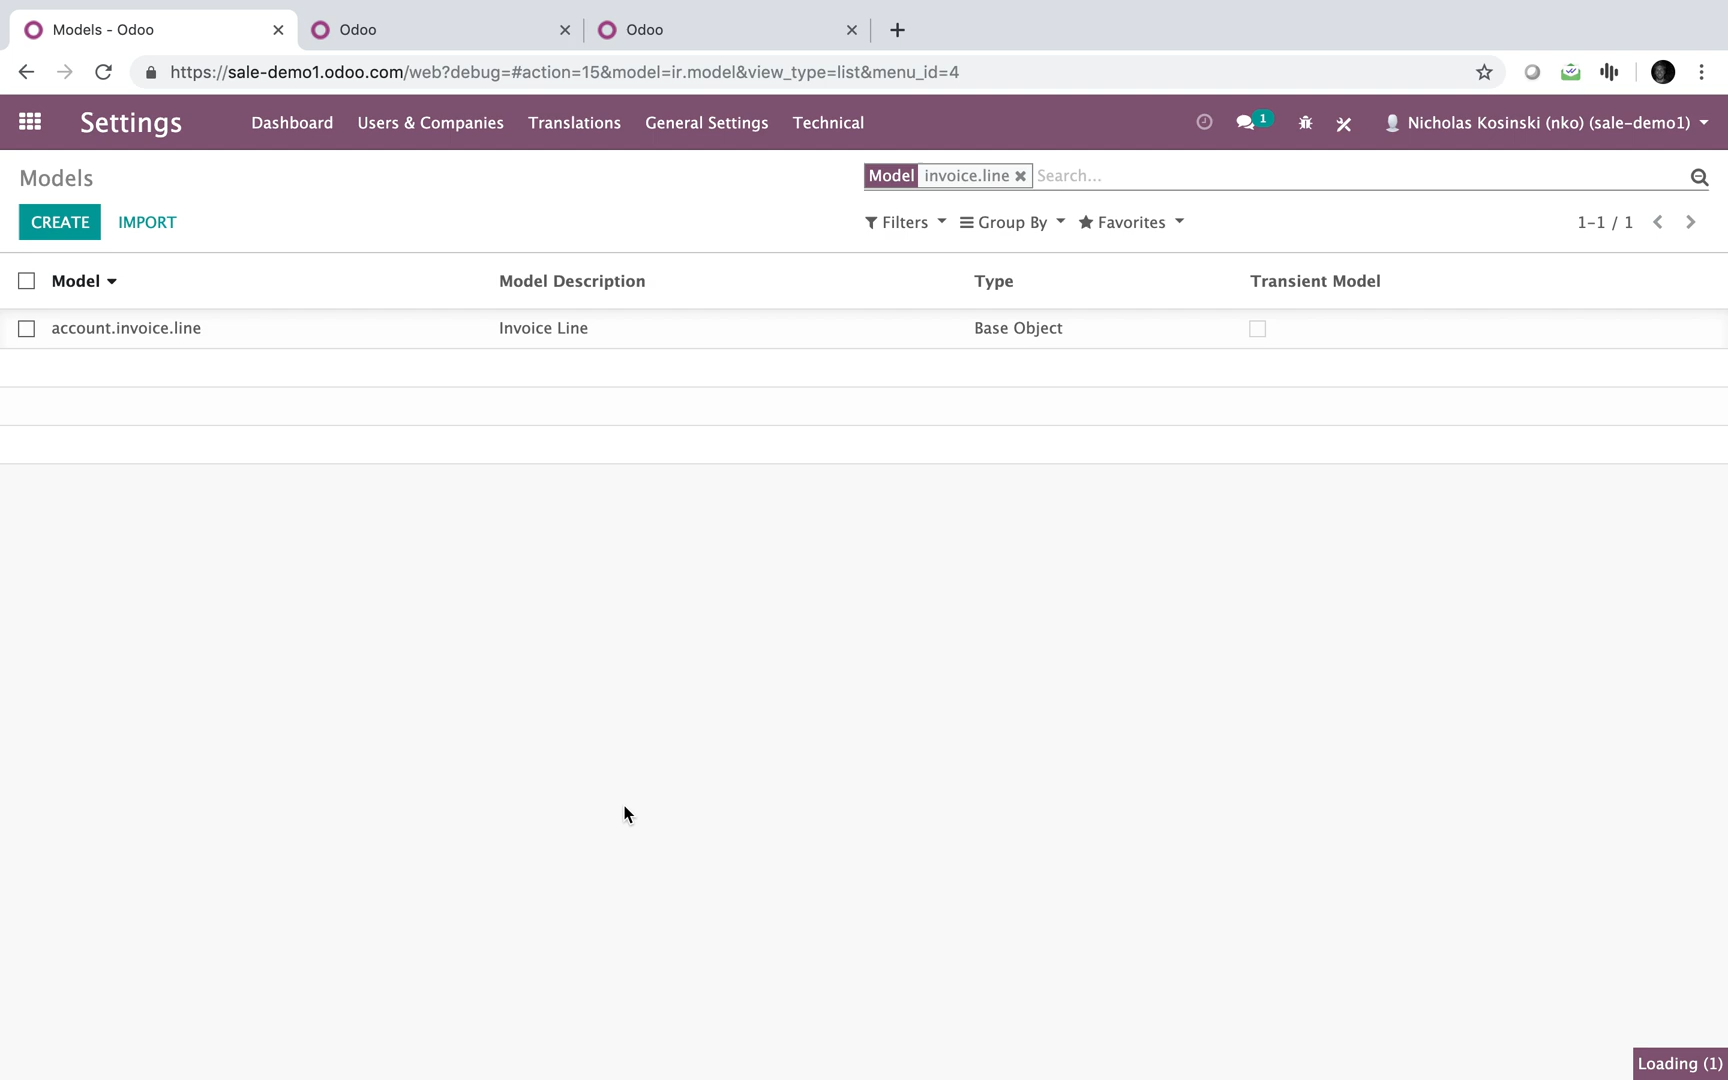 Models - Odoo
Odoo
Odoo
https://sale-demo1.odoo.com/web?debug=#action=15&model=ir.model&view_type=list&menu_id=4
Settings Dashboard Users & Companies Translations General Settings Technical 1 Nicholas Kosinski (nko) (sale-demo1)
Models
Model invoice.line Search...
CREATE IMPORT
Filters Group By Favorites 1-1 / 1
Model Model Description Type Transient Model
account.invoice.line Invoice Line Base Object
Loading (1)